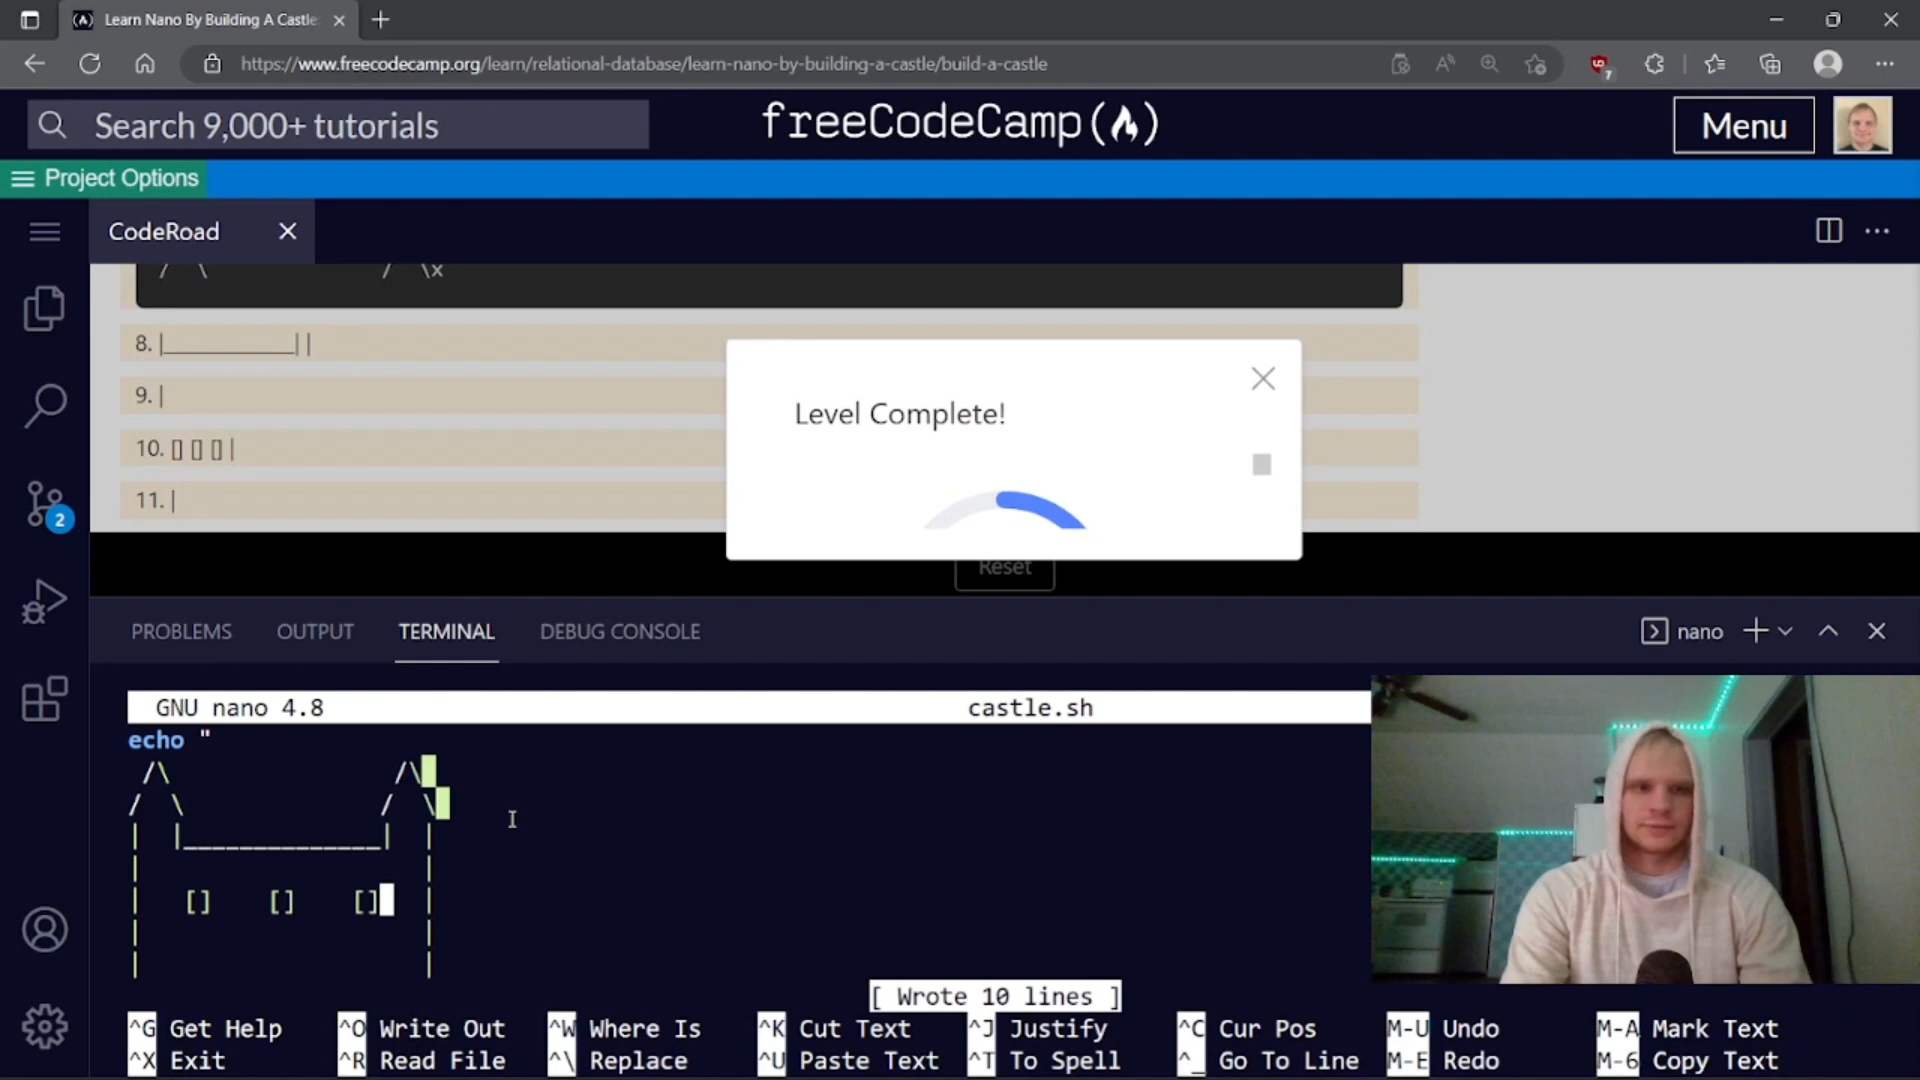 Learn Nano By Building A Castle
https://www.freecodecamp.org/learn/relational-database/learn-nano-by-building-a-castle/build-a-castle
7
Search 9,000+ tutorials
freeCodeCamp(🔥)
Menu
Project Options
CodeRoad
/ \ / \x
8. |______________| |
9. |
10. [] [] [] |
11. |
Level Complete!
Reset
2
PROBLEMS OUTPUT TERMINAL DEBUG CONSOLE
nano
GNU nano 4.8 castle.sh
echo "
 /\                /\
/  \              /  \
|  |______________|  |
|                    |
|   []    []    []   |
|                    |
|                    |
[ Wrote 10 lines ]
^G Get Help ^O Write Out ^W Where Is ^K Cut Text ^J Justify ^C Cur Pos M-U Undo M-A Mark Text
^X Exit ^R Read File ^\ Replace ^U Paste Text ^T To Spell ^_ Go To Line M-E Redo M-6 Copy Text